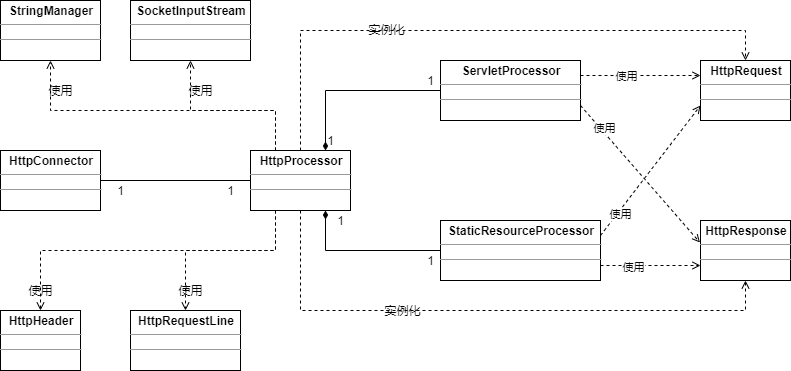 StringManager
SocketInputStream
实例化
使用
使用
1
ServletProcessor
使用
HttpRequest
使用
HttpConnector
1
1
1
HttpProcessor
1
1
StaticResourceProcessor
使用
使用
HttpResponse
使用
使用
实例化
HttpHeader
HttpRequestLine